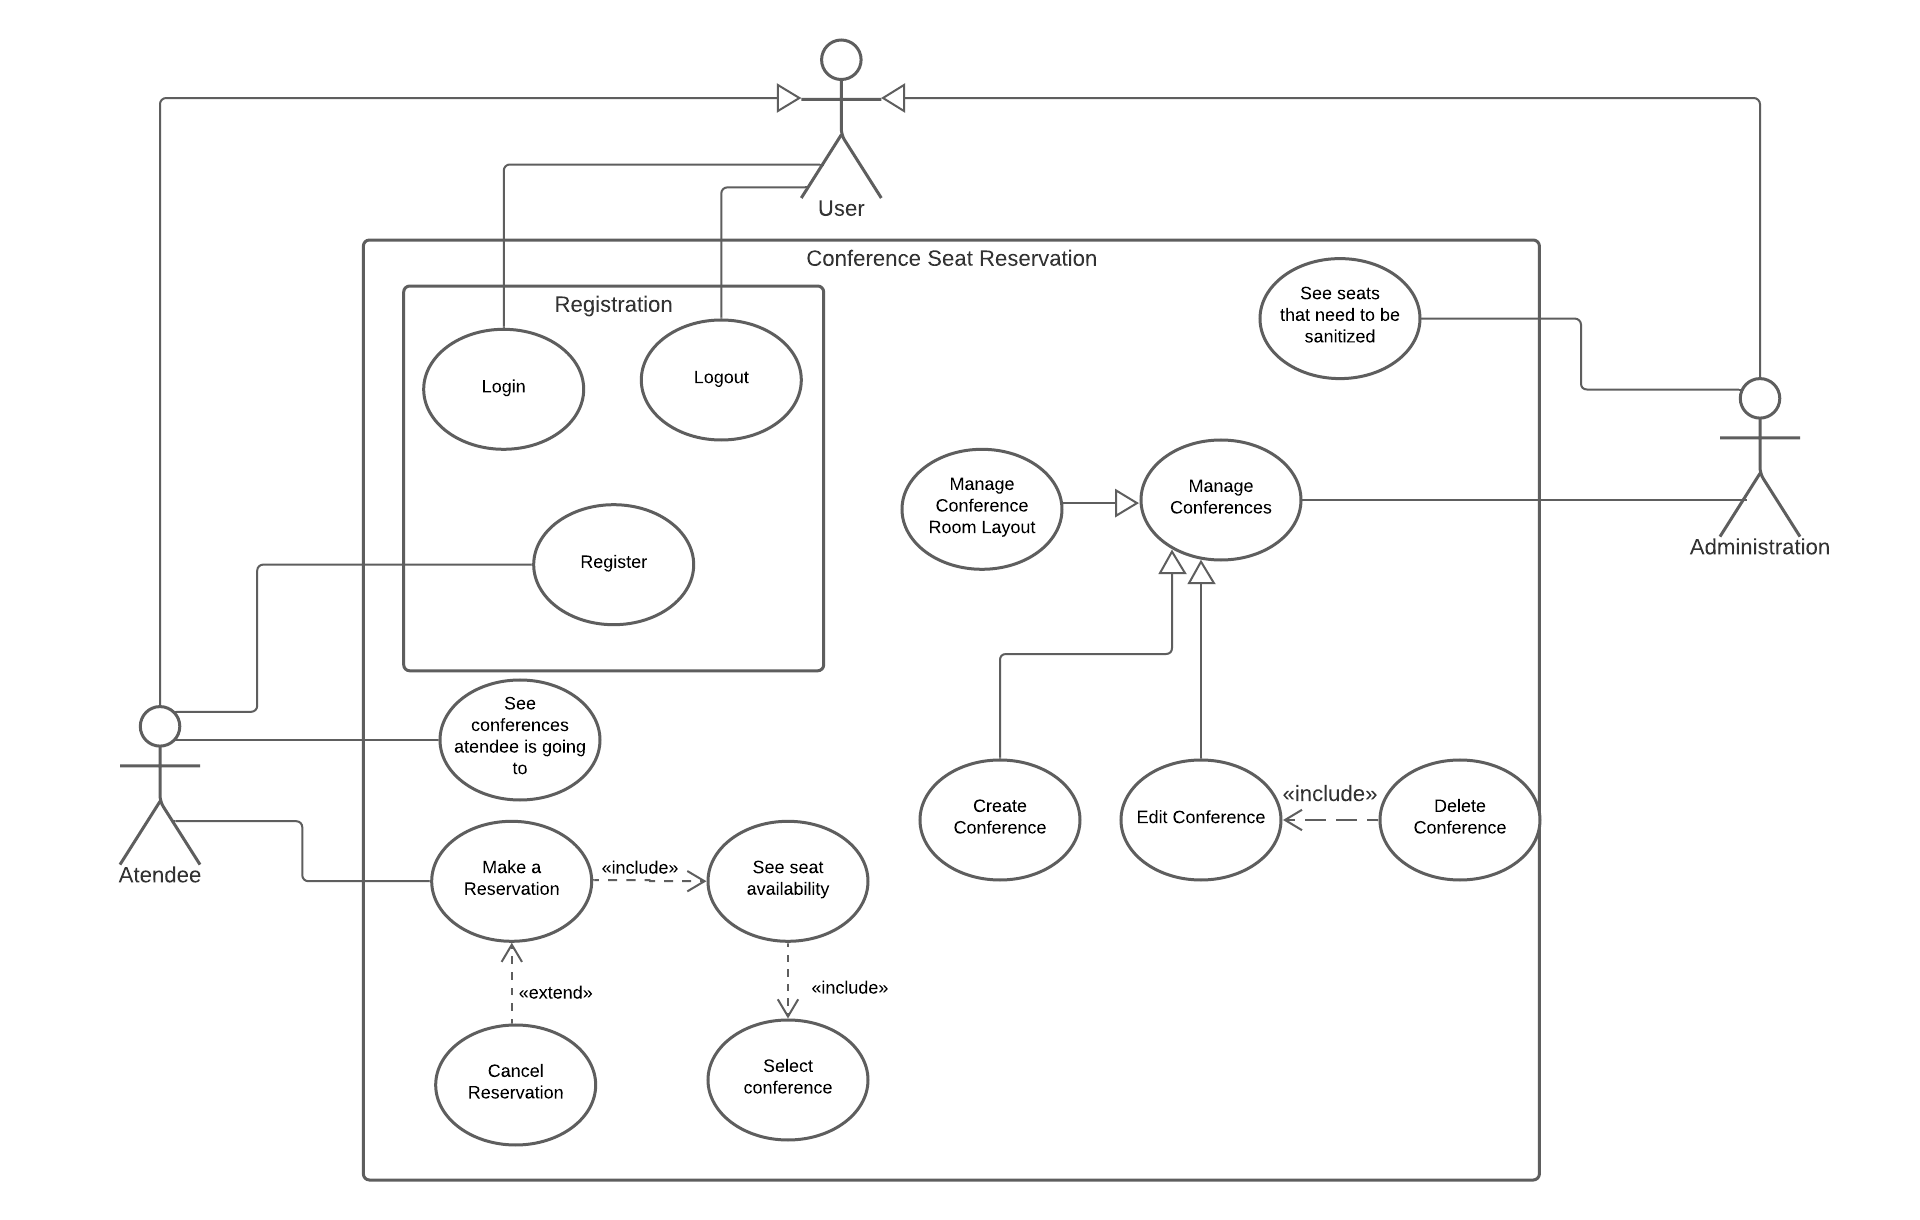 User
Conference Seat Reservation
Registration
See seats
that need to be
sanitized
Login
Logout
Manage
Conference
Room Layout
Manage
Conferences
Administration
Register
See
conferences
atendee is going
to
Create
Conference
Edit Conference
«include»
Delete
Conference
Atendee
Make a
Reservation
«include»
See seat
availability
«extend»
«include»
Cancel
Reservation
Select
conference